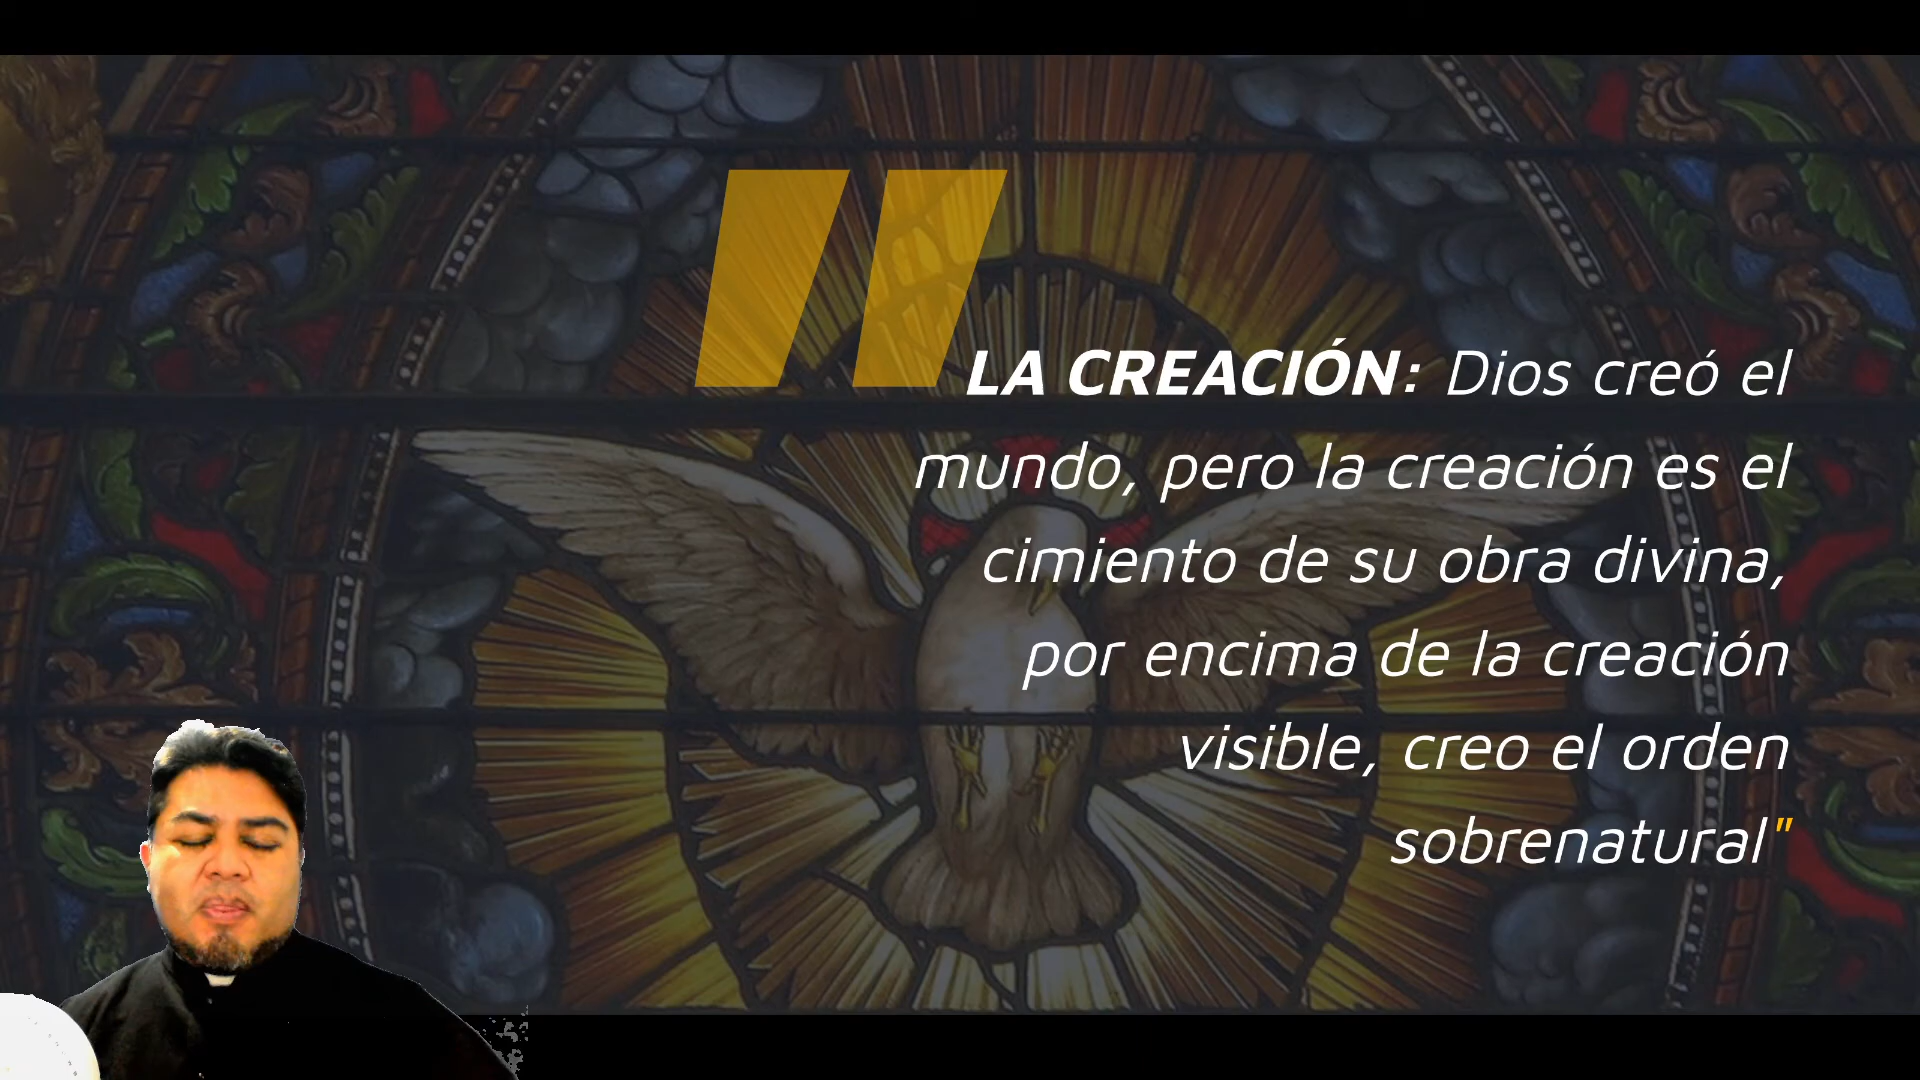 LA CREACIÓN: Dios creó el
mundo, pero la creación es el
cimiento de su obra divina,
por encima de la creación
visible, creo el orden
sobrenatural"